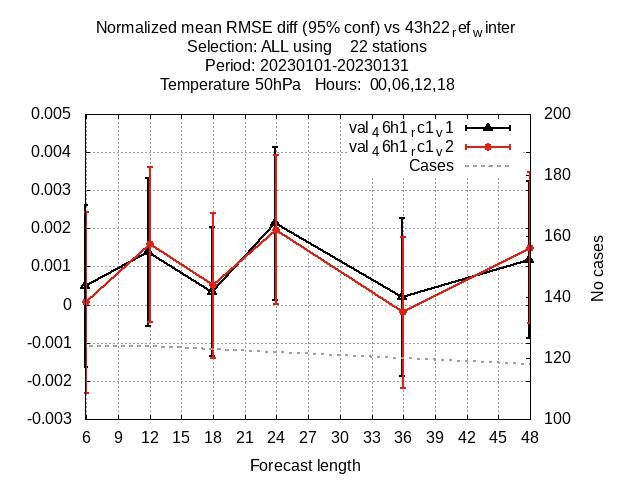 Normalized mean RMSE diff (95% conf) vs 43h22refwinter
Selection: ALL using 22 stations
Period: 20230101-20230131
Temperature 50hPa Hours: 00,06,12,18
val46h1rc1v1
val46h1rc1v2
Cases
0.005
0.004
0.003
0.002
0.001
0
-0.001
-0.002
-0.003
200
180
160
140
120
100
No cases
6 9 12 15 18 21 24 27 30 33 36 39 42 45 48
Forecast length